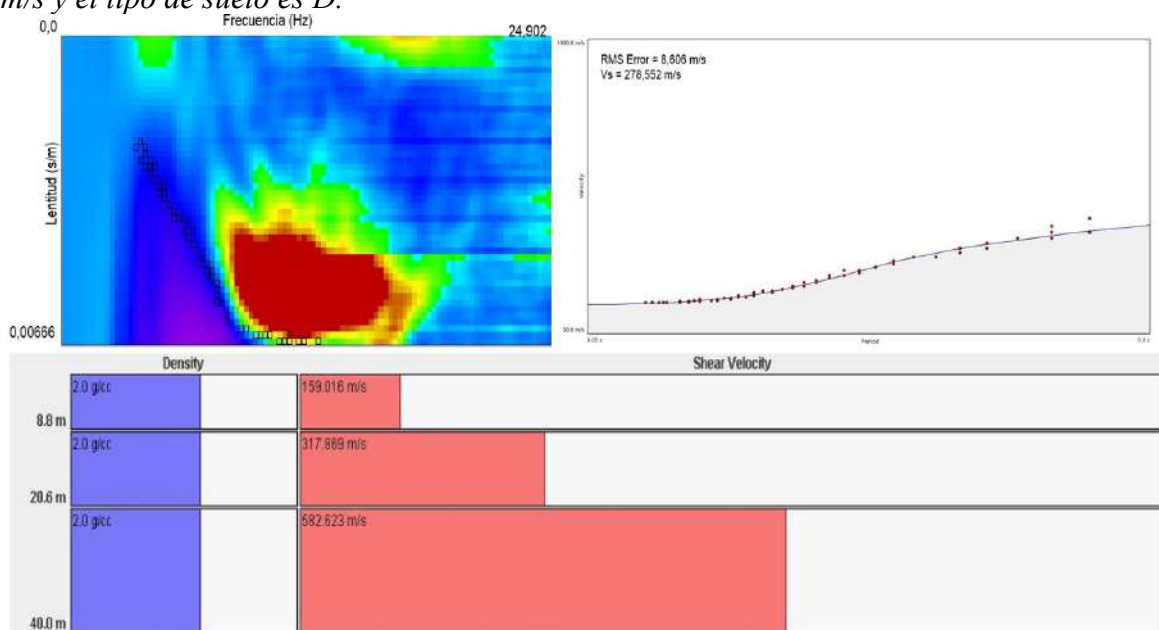 m/s y el tipo de suelo es D.
Frecuencia (Hz)
0,0
24,902
Lentitud (s/m)
0,00666
RMS Error = 8,606 m/s
Vs = 278,552 m/s
Velocity
Period
Density
Shear Velocity
2.0 g/cc
159.016 m/s
8.8 m
2.0 g/cc
317.869 m/s
20.6 m
2.0 g/cc
582.623 m/s
40.0 m